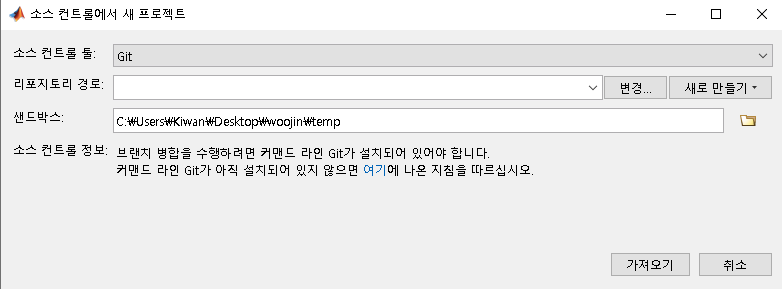 소스 컨트롤에서 새 프로젝트
소스 컨트롤 툴: Git
리포지토리 경로: 변경... 새로 만들기
샌드박스: C:₩Users₩Kiwan₩Desktop₩woojin₩temp
소스 컨트롤 정보: 브랜치 병합을 수행하려면 커맨드 라인 Git가 설치되어 있어야 합니다.
커맨드 라인 Git가 아직 설치되어 있지 않으면 여기에 나온 지침을 따르십시오.
가져오기 취소